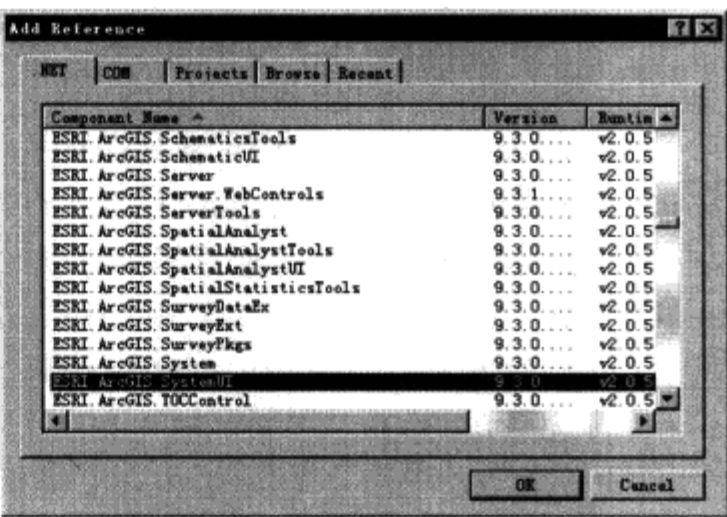 Add Reference
.NET COM Projects Browse Recent
Component Name Version Runtim
ESRI.ArcGIS.SchematicsTools 9.3.0.... v2.0.5
ESRI.ArcGIS.SchematicUI 9.3.0.... v2.0.5
ESRI.ArcGIS.Server 9.3.0.... v2.0.5
ESRI.ArcGIS.Server.WebControls 9.3.1.... v2.0.5
ESRI.ArcGIS.ServerTools 9.3.0.... v2.0.5
ESRI.ArcGIS.SpatialAnalyst 9.3.0.... v2.0.5
ESRI.ArcGIS.SpatialAnalystTools 9.3.0.... v2.0.5
ESRI.ArcGIS.SpatialAnalystUI 9.3.0.... v2.0.5
ESRI.ArcGIS.SpatialStatisticsTools 9.3.0.... v2.0.5
ESRI.ArcGIS.SurveyDataEx 9.3.0.... v2.0.5
ESRI.ArcGIS.SurveyExt 9.3.0.... v2.0.5
ESRI.ArcGIS.SurveyPkgs 9.3.0.... v2.0.5
ESRI.ArcGIS.System 9.3.0.... v2.0.5
ESRI.ArcGIS.SystemUI 9.3.0.... v2.0.5
ESRI.ArcGIS.TOCControl 9.3.0.... v2.0.5
OK Cancel